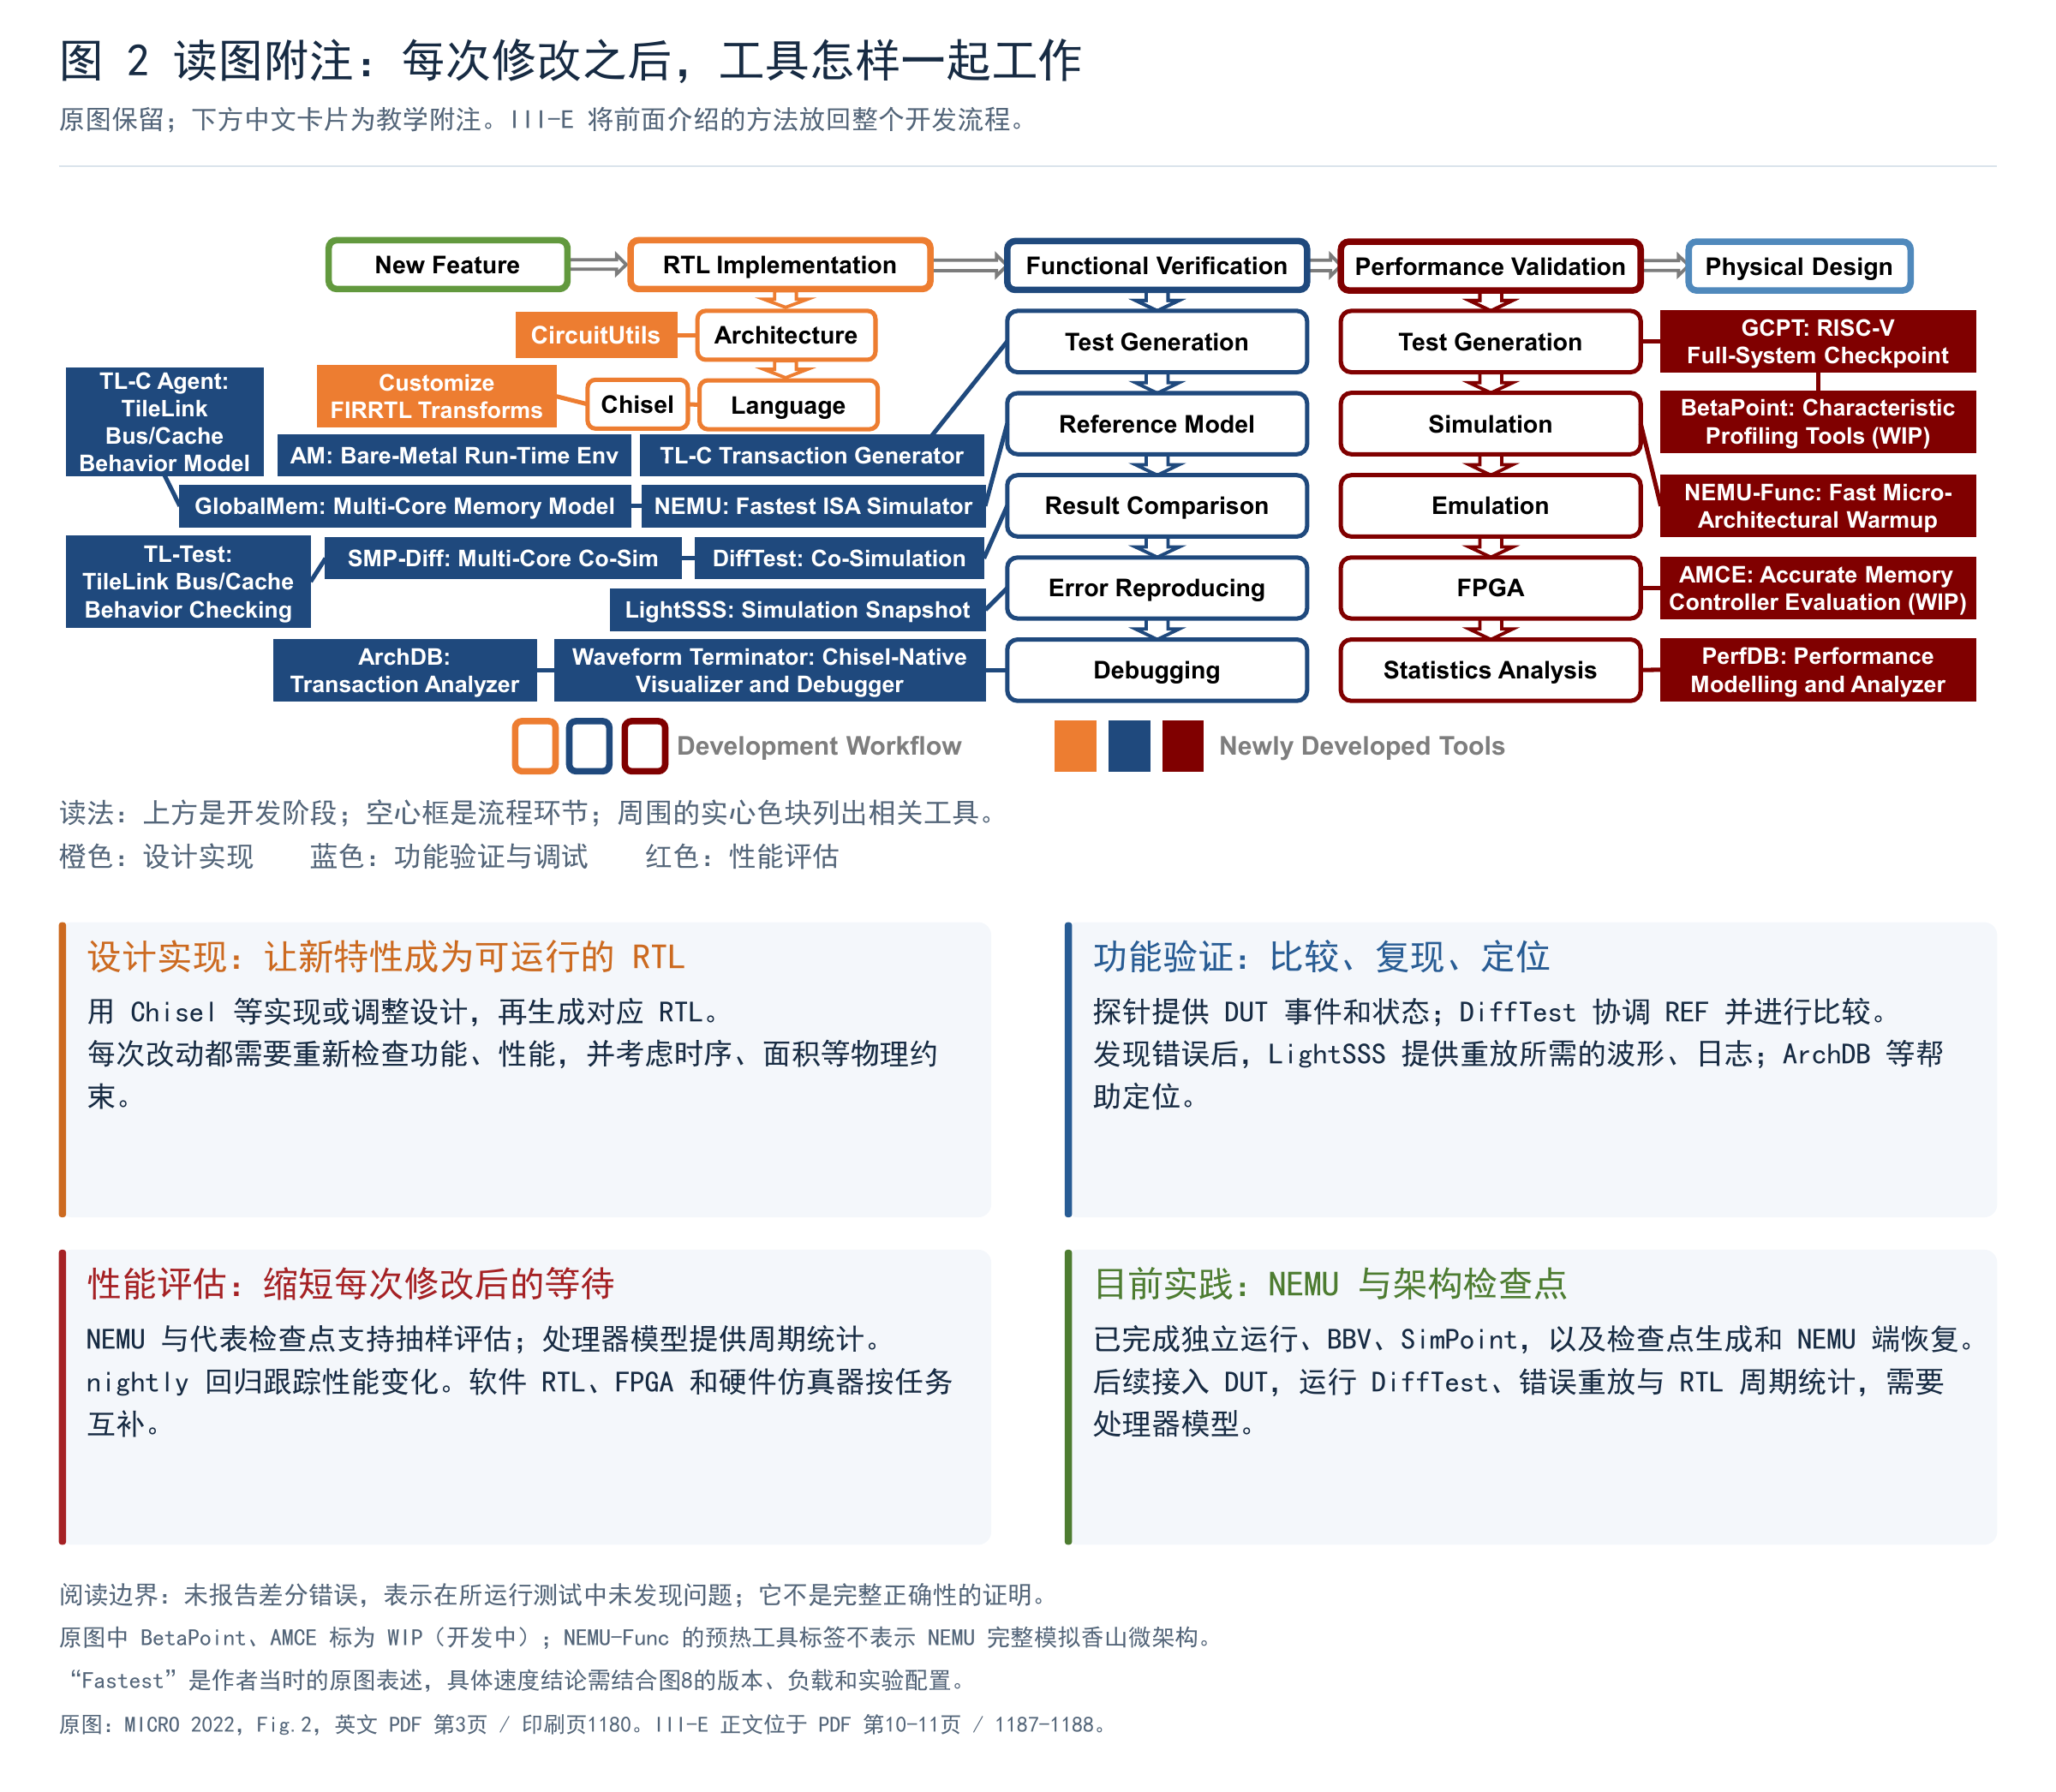 图 2 读图附注：每次修改之后，工具怎样一起工作
原图保留；下方中文卡片为教学附注。III-E 将前面介绍的方法放回整个开发流程。
New Feature
RTL Implementation
Functional Verification
Performance Validation
Physical Design
CircuitUtils
Architecture
Customize
FIRRTL Transforms
Chisel
Language
TL-C Agent:
TileLink
Bus/Cache
Behavior Model
AM: Bare-Metal Run-Time Env
TL-C Transaction Generator
GlobalMem: Multi-Core Memory Model
NEMU: Fastest ISA Simulator
TL-Test:
TileLink Bus/Cache
Behavior Checking
SMP-Diff: Multi-Core Co-Sim
DiffTest: Co-Simulation
LightSSS: Simulation Snapshot
ArchDB:
Transaction Analyzer
Waveform Terminator: Chisel-Native
Visualizer and Debugger
Test Generation
Reference Model
Result Comparison
Error Reproducing
Debugging
Test Generation
Simulation
Emulation
FPGA
Statistics Analysis
GCPT: RISC-V
Full-System Checkpoint
BetaPoint: Characteristic
Profiling Tools (WIP)
NEMU-Func: Fast Micro-
Architectural Warmup
AMCE: Accurate Memory
Controller Evaluation (WIP)
PerfDB: Performance
Modelling and Analyzer
Development Workflow
Newly Developed Tools
读法：上方是开发阶段；空心框是流程环节；周围的实心色块列出相关工具。
橙色：设计实现 蓝色：功能验证与调试 红色：性能评估
设计实现：让新特性成为可运行的 RTL
用 Chisel 等实现或调整设计，再生成对应 RTL。
每次改动都需要重新检查功能、性能，并考虑时序、面积等物理约
束。
功能验证：比较、复现、定位
探针提供 DUT 事件和状态；DiffTest 协调 REF 并进行比较。
发现错误后，LightSSS 提供重放所需的波形、日志；ArchDB 等帮
助定位。
性能评估：缩短每次修改后的等待
NEMU 与代表检查点支持抽样评估；处理器模型提供周期统计。
nightly 回归跟踪性能变化。软件 RTL、FPGA 和硬件仿真器按任务
互补。
目前实践：NEMU 与架构检查点
已完成独立运行、BBV、SimPoint，以及检查点生成和 NEMU 端恢复。
后续接入 DUT，运行 DiffTest、错误重放与 RTL 周期统计，需要
处理器模型。
阅读边界：未报告差分错误，表示在所运行测试中未发现问题；它不是完整正确性的证明。
原图中 BetaPoint、AMCE 标为 WIP（开发中）；NEMU-Func 的预热工具标签不表示 NEMU 完整模拟香山微架构。
“Fastest”是作者当时的原图表述，具体速度结论需结合图8的版本、负载和实验配置。
原图：MICRO 2022，Fig.2，英文 PDF 第3页 / 印刷页1180。III-E 正文位于 PDF 第10-11页 / 1187-1188。